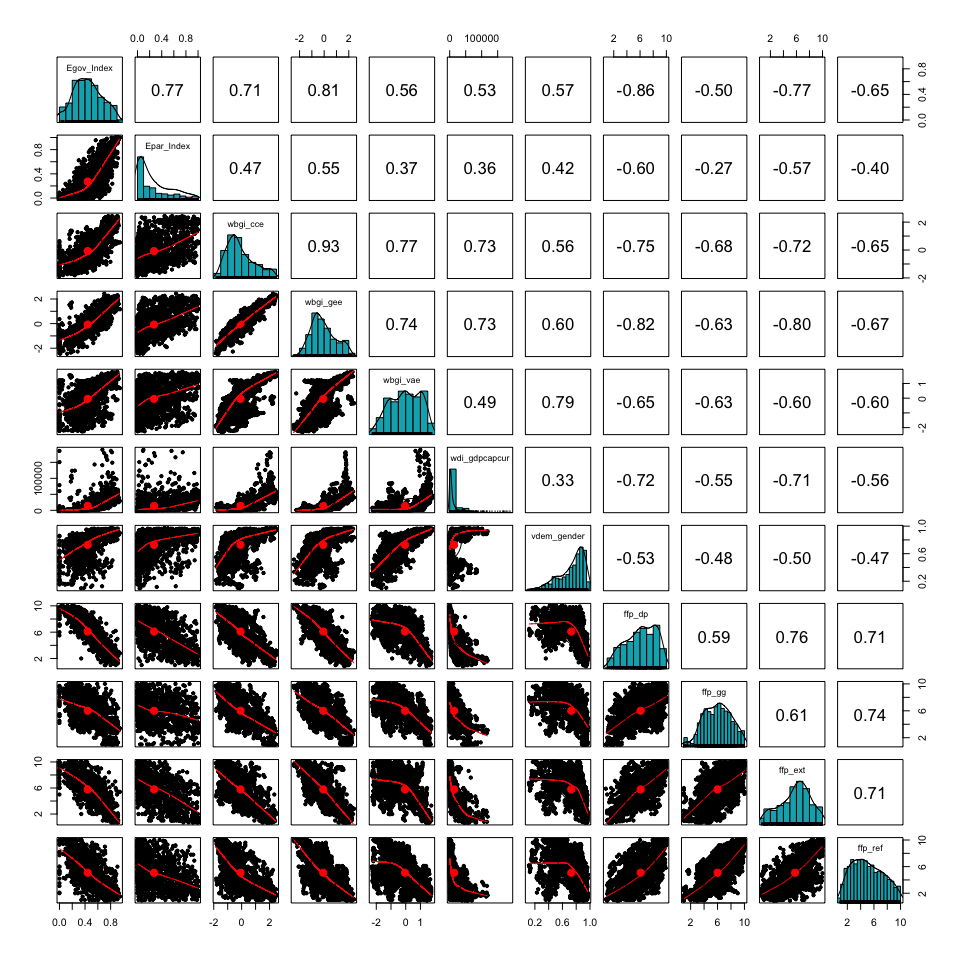 0.0 0.4 0.8 -2 0 2 0 100000 2 6 10 2 6 10
Egov_Index 0.77 0.71 0.81 0.56 0.53 0.57 -0.86 -0.50 -0.77 -0.65 0.0 0.4 0.8
0.0 0.4 0.8 Epar_Index 0.47 0.55 0.37 0.36 0.42 -0.60 -0.27 -0.57 -0.40
wbgi_cce 0.93 0.77 0.73 0.56 -0.75 -0.68 -0.72 -0.65 -2 0 2
-2 0 2 wbgi_gee 0.74 0.73 0.60 -0.82 -0.63 -0.80 -0.67
wbgi_vae 0.49 0.79 -0.65 -0.63 -0.60 -0.60 -2 0 1
0 100000 wdi_gdpcapcur 0.33 -0.72 -0.55 -0.71 -0.56
vdem_gender -0.53 -0.48 -0.50 -0.47 0.2 0.6 1.0
2 6 10 ffp_dp 0.59 0.76 0.71
ffp_gg 0.61 0.74 2 6 10
2 6 10 ffp_ext 0.71
ffp_ref 2 6 10
0.0 0.4 0.8 -2 0 2 -2 0 1 0.2 0.6 1.0 2 6 10 2 6 10